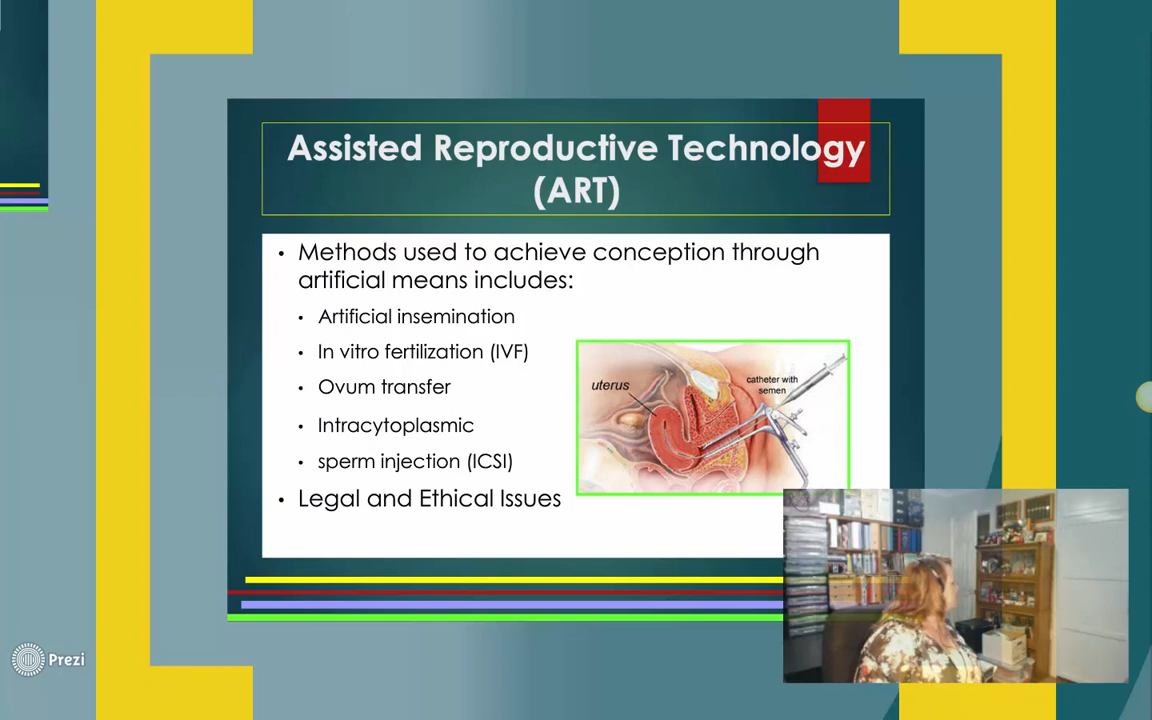 Assisted Reproductive Technology
(ART)
• Methods used to achieve conception through
artificial means includes:
• Artificial insemination
• In vitro fertilization (IVF)
• Ovum transfer
• Intracytoplasmic
• sperm injection (ICSI)
• Legal and Ethical Issues
uterus
catheter with
semen
Prezi